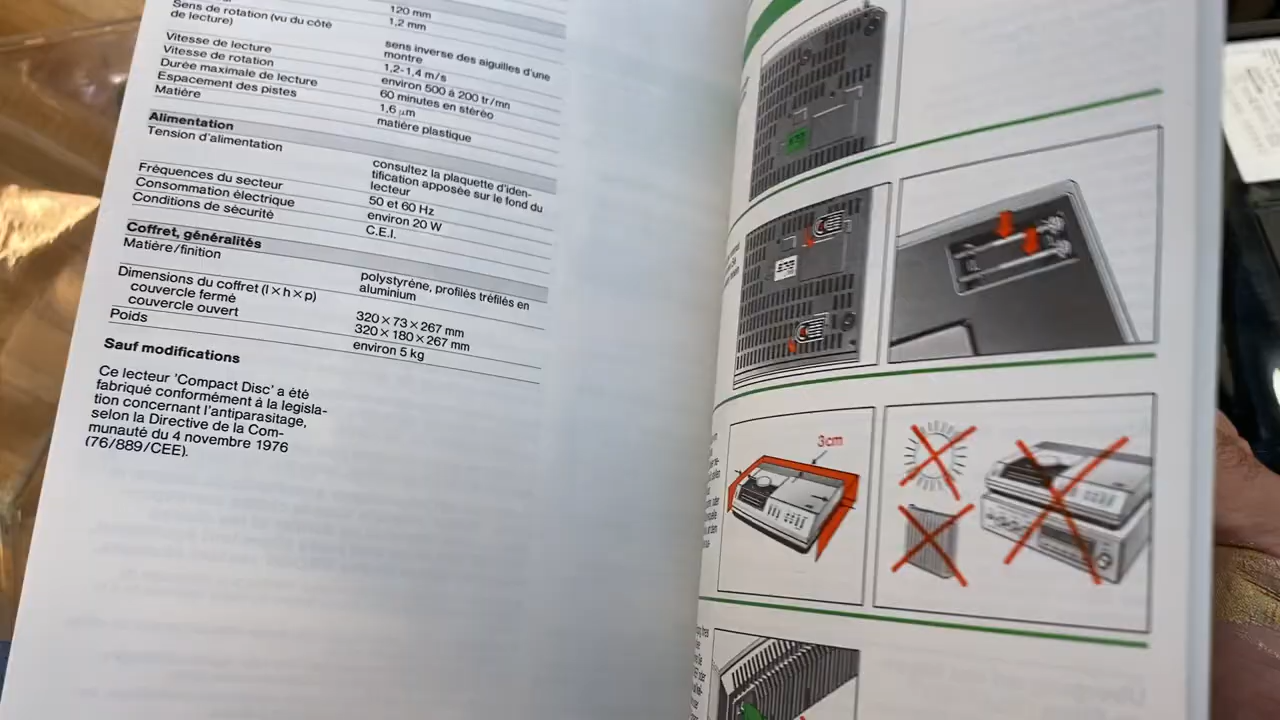 120 mm
1,2 mm
Sens de rotation (vu du côté
de lecture)
sens inverse des aiguilles d'une
montre
Vitesse de lecture
1,2-1,4 m/s
Vitesse de rotation
environ 500 à 200 tr/mn
Durée maximale de lecture
60 minutes en stéréo
Espacement des pistes
1,6 µm
Matière
matière plastique
Alimentation
Tension d'alimentation
consultez la plaquette d'iden-
tification apposée sur le fond du
lecteur
Fréquences du secteur
50 et 60 Hz
Consommation électrique
environ 20 W
Conditions de sécurité
C.E.I.
Coffret, généralités
Matière/finition
polystyrène, profilés tréfilés en
aluminium
Dimensions du coffret (l×h×p)
couvercle fermé
320×73×267 mm
couvercle ouvert
320×180×267 mm
Poids
environ 5 kg
Sauf modifications
Ce lecteur 'Compact Disc' a été
fabriqué conformément à la legisla-
tion concernant l'antiparasitage,
selon la Directive de la Com-
munauté du 4 novembre 1976
(76/889/CEE).
3cm